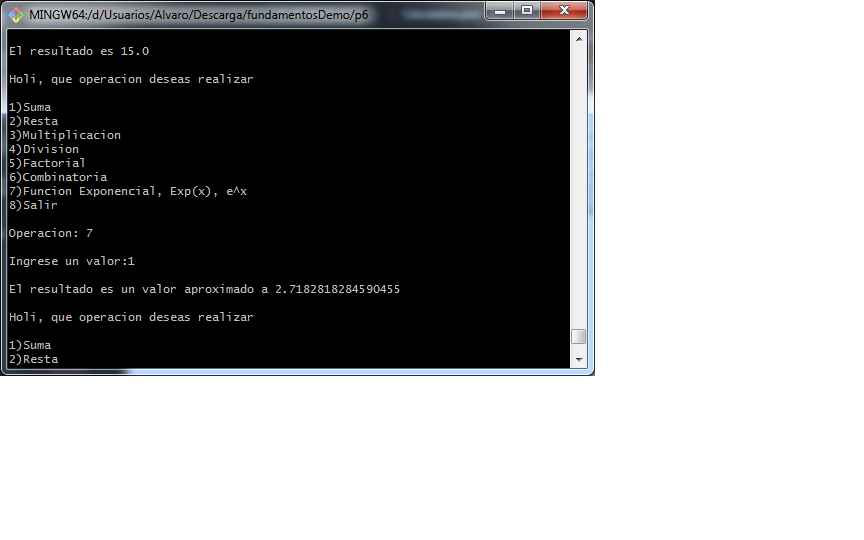 MINGW64:/d/Usuarios/Alvaro/Descarga/fundamentosDemo/p6
El resultado es 15.0
Holi, que operacion deseas realizar
1)Suma
2)Resta
3)Multiplicacion
4)Division
5)Factorial
6)Combinatoria
7)Funcion Exponencial, Exp(x), e^x
8)Salir
Operacion: 7
Ingrese un valor:1
El resultado es un valor aproximado a 2.7182818284590455
Holi, que operacion deseas realizar
1)Suma
2)Resta